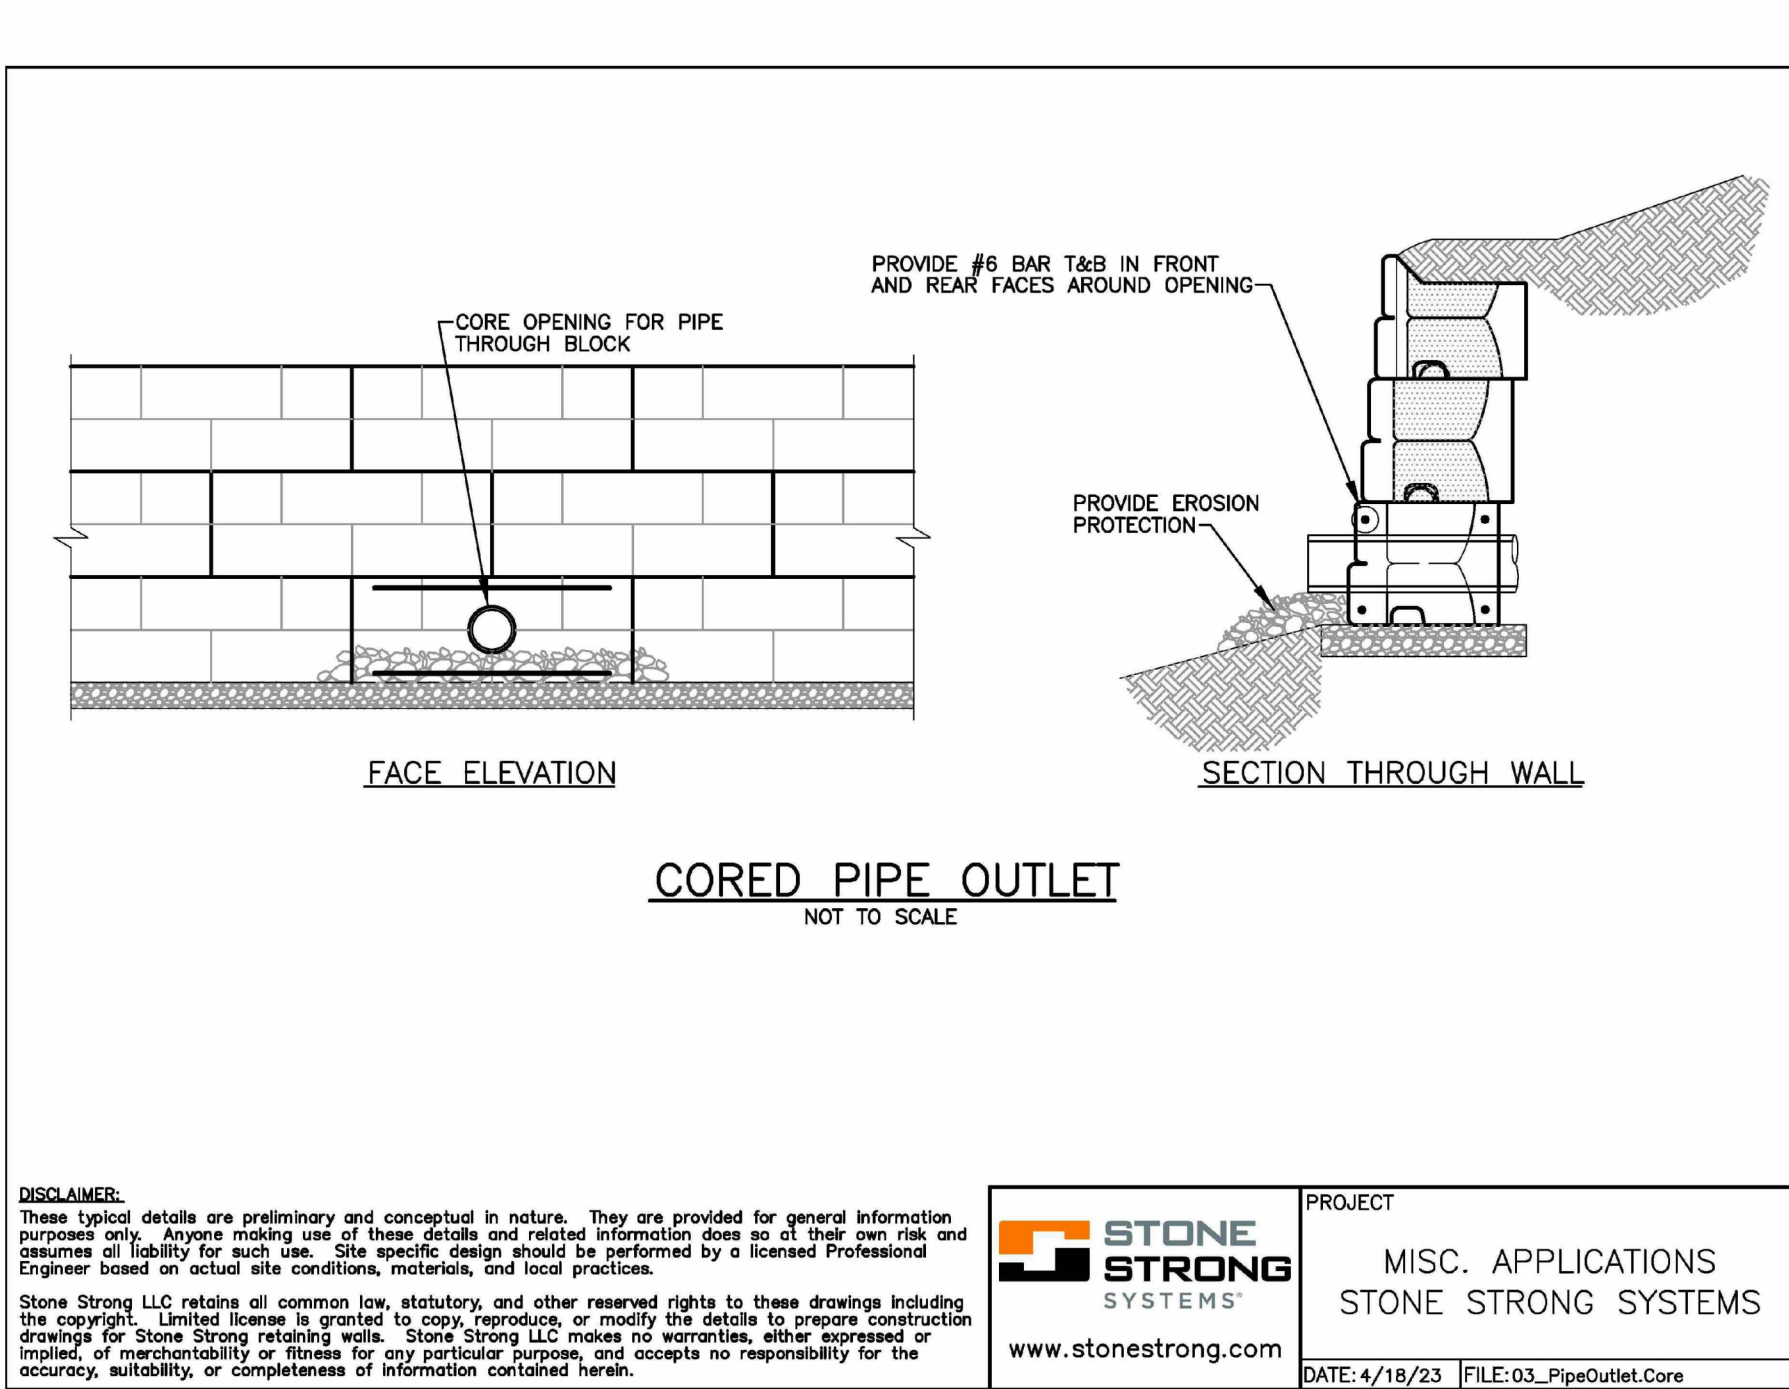 PROVIDE #6 BAR T&B IN FRONT
AND REAR FACES AROUND OPENING
CORE OPENING FOR PIPE
THROUGH BLOCK
PROVIDE EROSION
PROTECTION
FACE ELEVATION
SECTION THROUGH WALL
CORED PIPE OUTLET
NOT TO SCALE
DISCLAIMER:
These typical details are preliminary and conceptual in nature. They are provided for general information
purposes only. Anyone making use of these details and related information does so at their own risk and
assumes all liability for such use. Site specific design should be performed by a licensed Professional
Engineer based on actual site conditions, materials, and local practices.
Stone Strong LLC retains all common law, statutory, and other reserved rights to these drawings including
the copyright. Limited license is granted to copy, reproduce, or modify the details to prepare construction
drawings for Stone Strong retaining walls. Stone Strong LLC makes no warranties, either expressed or
implied, of merchantability or fitness for any particular purpose, and accepts no responsibility for the
accuracy, suitability, or completeness of information contained herein.
STONE
STRONG
SYSTEMS®
www.stonestrong.com
PROJECT
MISC. APPLICATIONS
STONE STRONG SYSTEMS
DATE: 4/18/23
FILE: 03_PipeOutlet.Core